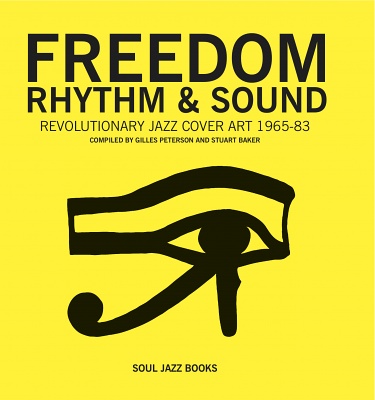 FREEDOM
RHYTHM & SOUND
REVOLUTIONARY JAZZ COVER ART 1965-83
COMPILED BY GILLES PETERSON AND STUART BAKER
SOUL JAZZ BOOKS